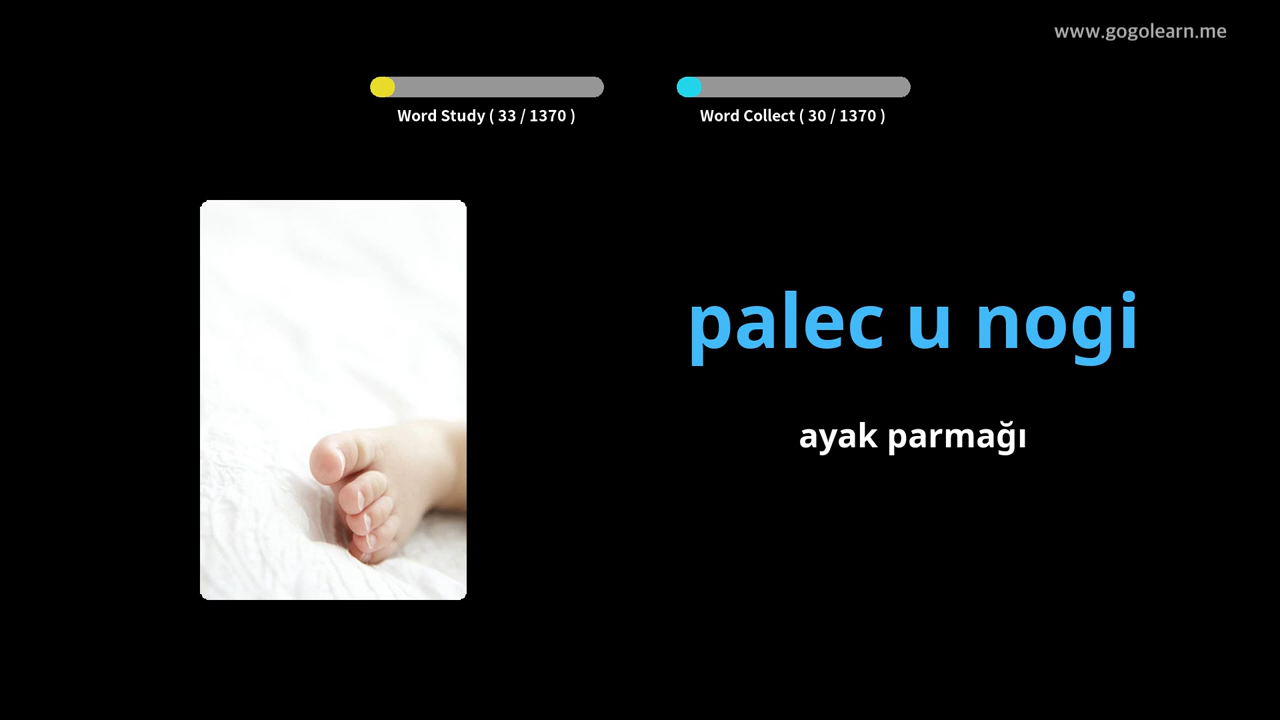 www.gogolearn.me
Word Study ( 33 / 1370 )
Word Collect ( 30 / 1370 )
palec u nogi
ayak parmağı